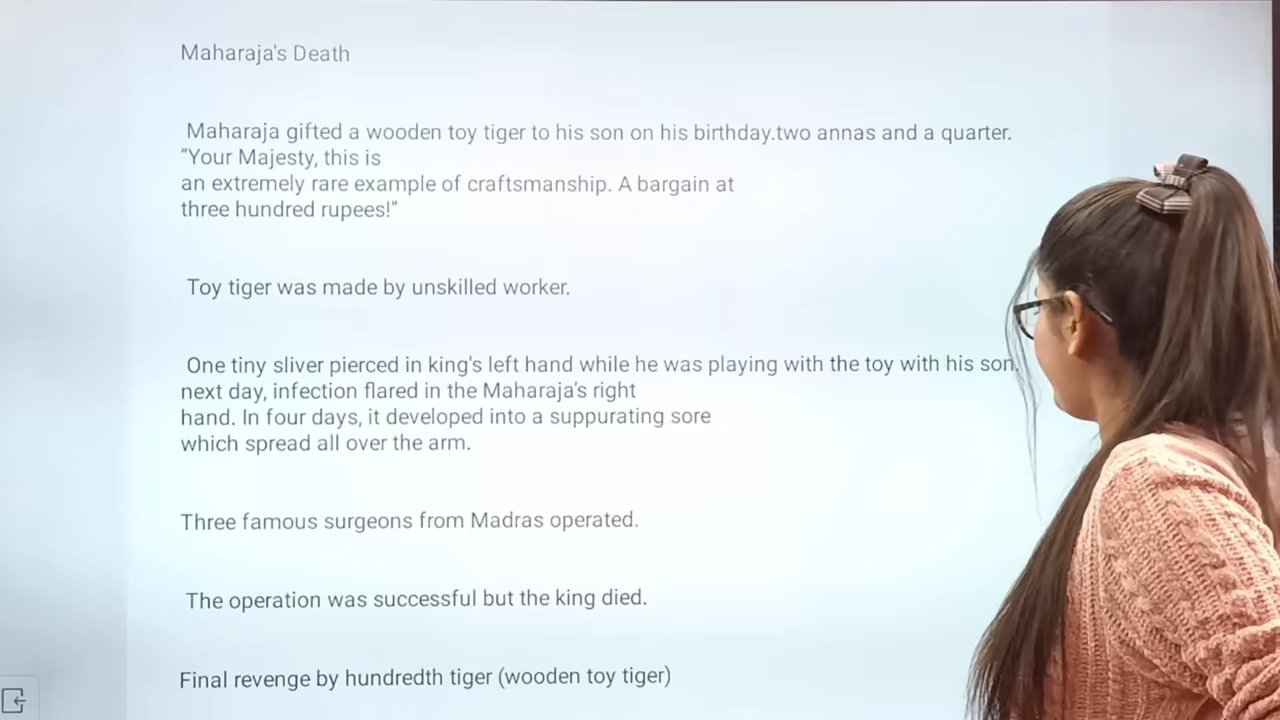 Maharaja's Death
Maharaja gifted a wooden toy tiger to his son on his birthday.two annas and a quarter.
“Your Majesty, this is
an extremely rare example of craftsmanship. A bargain at
three hundred rupees!”
Toy tiger was made by unskilled worker.
One tiny sliver pierced in king's left hand while he was playing with the toy with his son.
next day, infection flared in the Maharaja’s right
hand. In four days, it developed into a suppurating sore
which spread all over the arm.
Three famous surgeons from Madras operated.
The operation was successful but the king died.
Final revenge by hundredth tiger (wooden toy tiger)